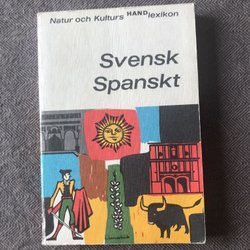 Natur och Kulturs HANDlexikon
Svensk
Spanskt